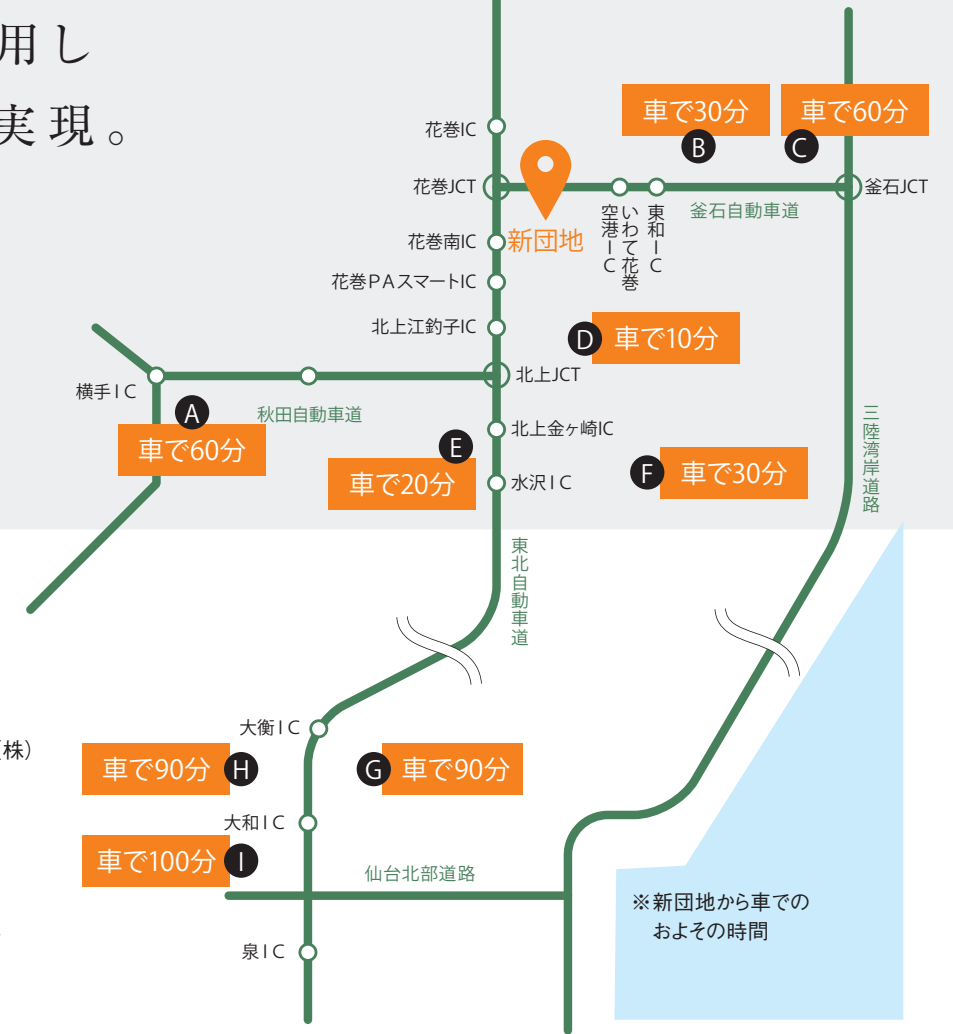 用し
実現。
車で30分
B
車で60分
C
花巻IC
花巻JCT
釜石JCT
釜石自動車道
いわて花巻
空港IC
東和IC
花巻南IC
新団地
花巻PAスマートIC
北上江釣子IC
D
車で10分
北上JCT
横手IC
A
車で60分
秋田自動車道
北上金ヶ崎IC
E
車で20分
水沢IC
F
車で30分
三陸湾岸道路
東北自動車道
大衡IC
(株)
車で90分
H
G
車で90分
大和IC
車で100分
I
仙台北部道路
泉IC
※新団地から車での
およその時間